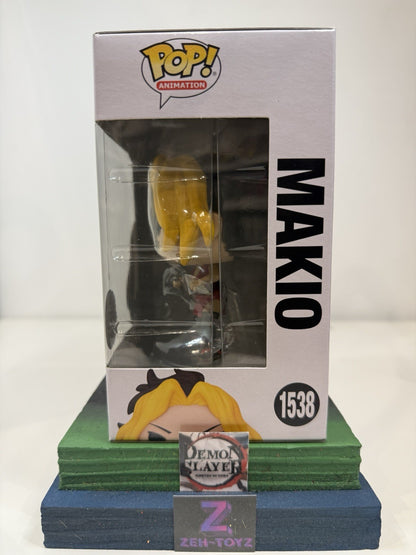 POP!
ANIMATION
MAKIO
1538
DEMON
SLAYER
Z
ZEH-TOYZ